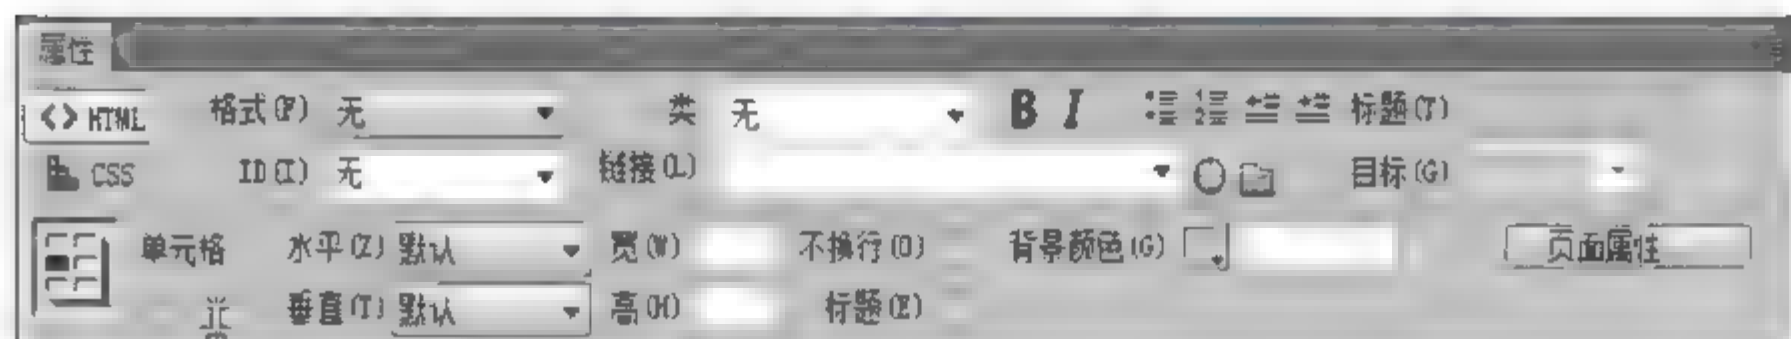 属性
<> HTML 格式(F) 无 类 无 B I 标题(T)
CSS ID(I) 无 链接(L) 目标(G)
单元格 水平(Z) 默认 宽(W) 不换行(O) 背景颜色(G) 页面属性
垂直(T) 默认 高(H) 标题(E)